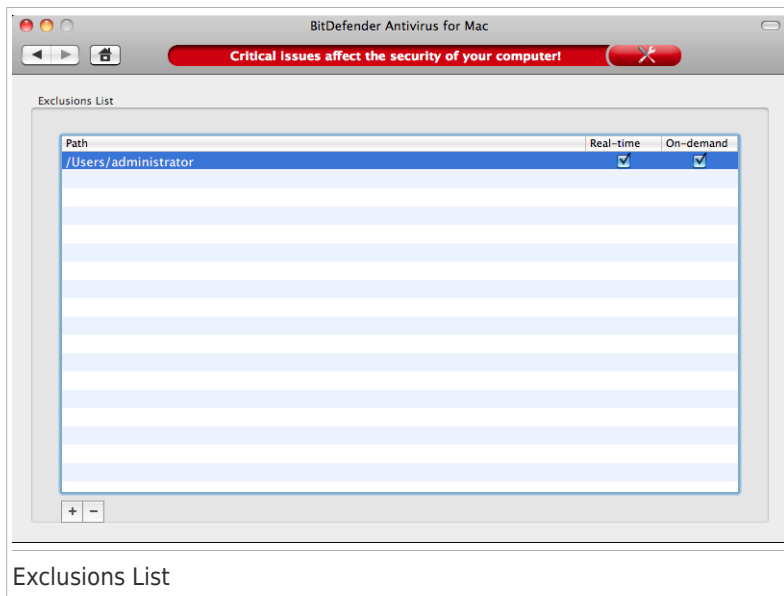 BitDefender Antivirus for Mac
Critical issues affect the security of your computer!
Exclusions List
Path Real-time On-demand
/Users/administrator
+ −
Exclusions List